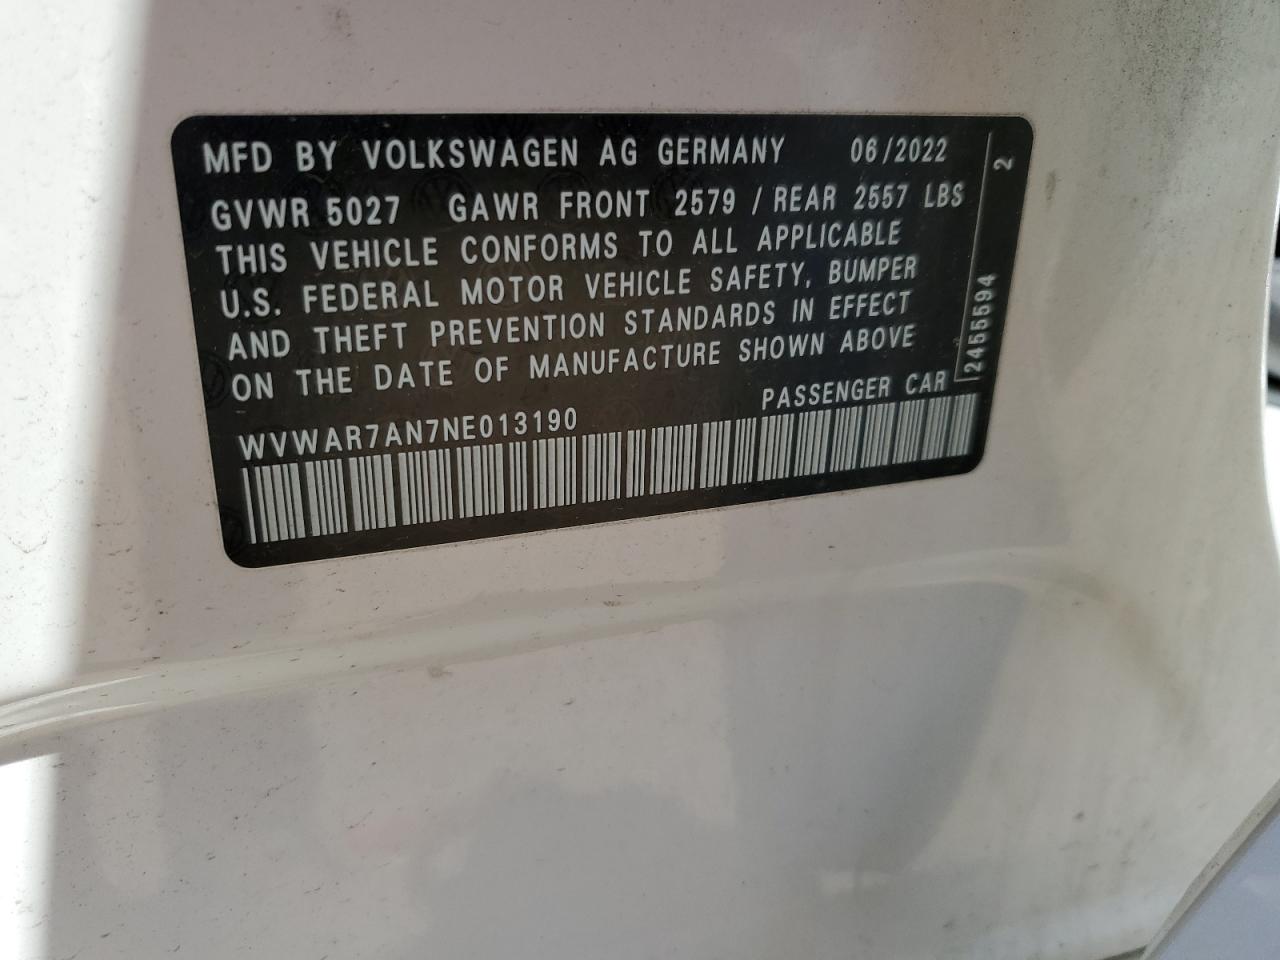 MFD BY VOLKSWAGEN AG GERMANY 06/2022
GVWR 5027 GAWR FRONT 2579 / REAR 2557 LBS
THIS VEHICLE CONFORMS TO ALL APPLICABLE
U.S. FEDERAL MOTOR VEHICLE SAFETY, BUMPER
AND THEFT PREVENTION STANDARDS IN EFFECT
ON THE DATE OF MANUFACTURE SHOWN ABOVE
WVWAR7AN7NE013190 PASSENGER CAR
2455594 2